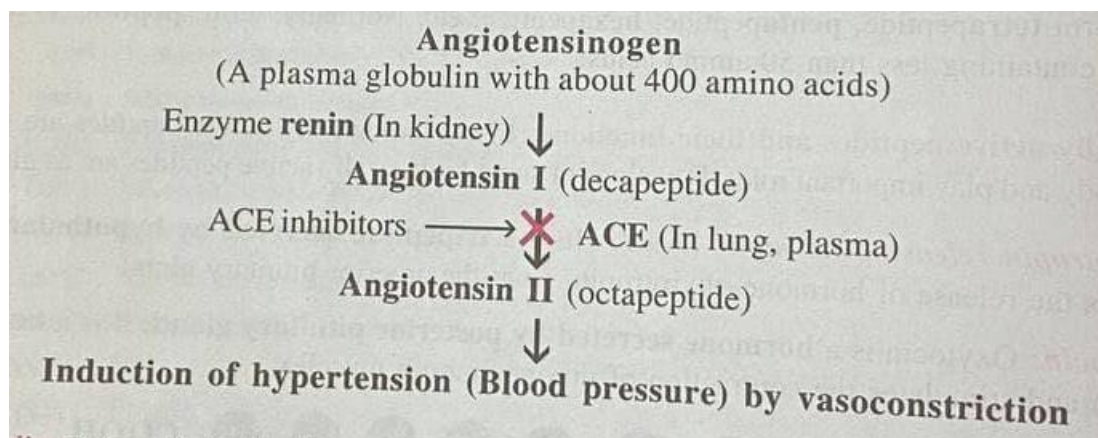 Angiotensinogen
(A plasma globulin with about 400 amino acids)
Enzyme renin (In kidney)
Angiotensin I (decapeptide)
ACE inhibitors ACE (In lung, plasma)
Angiotensin II (octapeptide)
Induction of hypertension (Blood pressure) by vasoconstriction